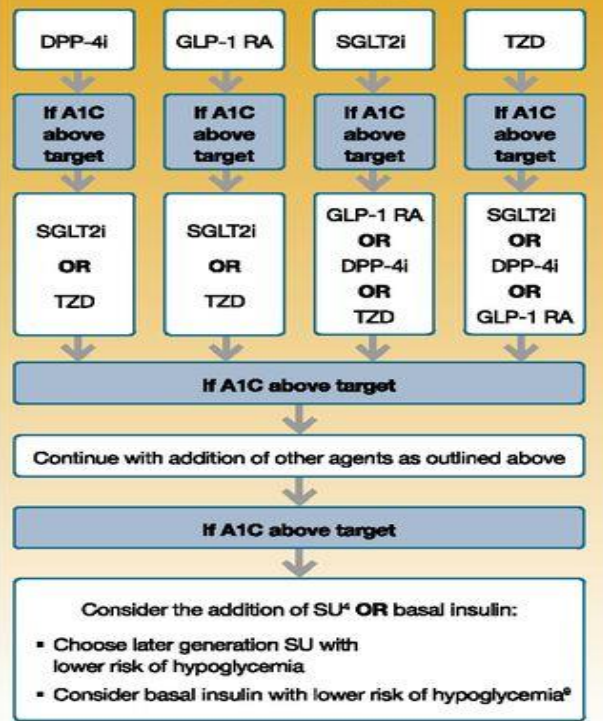 DPP-4i
GLP-1 RA
SGLT2i
TZD
If A1C
above
target
If A1C
above
target
If A1C
above
target
If A1C
above
target
SGLT2i
OR
TZD
SGLT2i
OR
TZD
GLP-1 RA
OR
DPP-4i
OR
TZD
SGLT2i
OR
DPP-4i
OR
GLP-1 RA
If A1C above target
Continue with addition of other agents as outlined above
If A1C above target
Consider the addition of SU⁴ OR basal insulin:
▪ Choose later generation SU with
lower risk of hypoglycemia
▪ Consider basal insulin with lower risk of hypoglycemiaᵉ